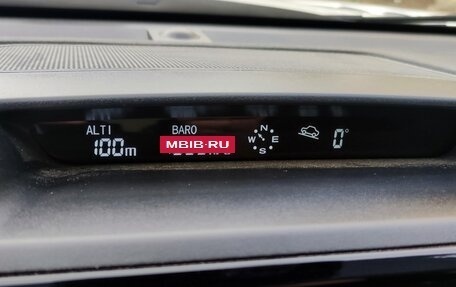 ALTI BARO N
W E
S
100m 0°
MBIB.RU